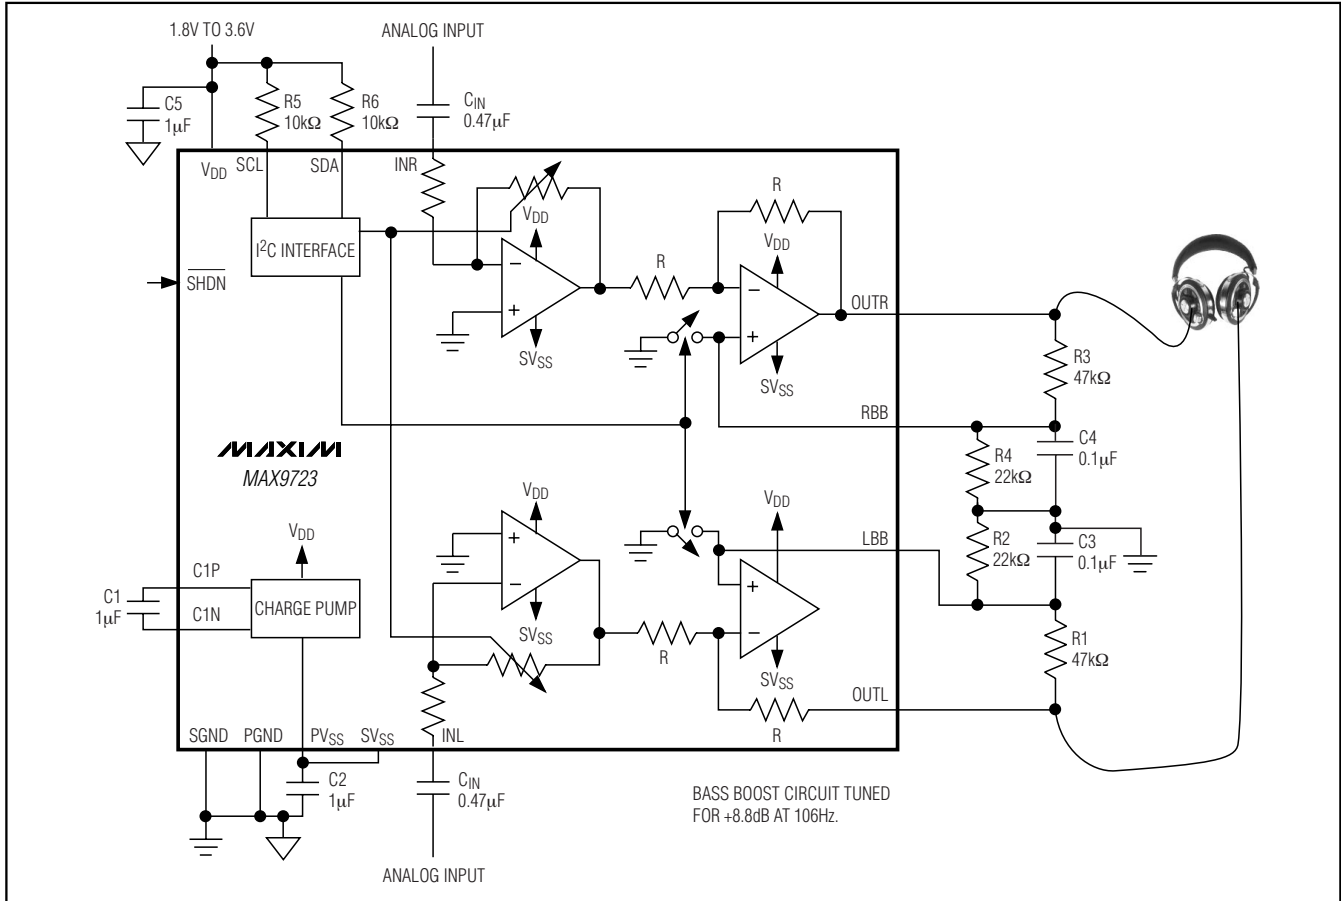 1.8V TO 3.6V
ANALOG INPUT
C5
1μF
R5
10kΩ
R6
10kΩ
CIN
0.47μF
VDD
SCL
SDA
INR
I2C INTERFACE
SHDN
VDD
−
+
SVSS
R
R
VDD
−
+
SVSS
OUTR
R3
47kΩ
RBB
C4
0.1μF
R4
22kΩ
MAXIM
MAX9723
VDD
C1P
C1N
C1
1μF
CHARGE PUMP
VDD
+
−
SVSS
LBB
VDD
+
−
SVSS
R
R
R2
22kΩ
C3
0.1μF
R1
47kΩ
OUTL
SGND
PGND
PVSS
SVSS
INL
C2
1μF
CIN
0.47μF
ANALOG INPUT
BASS BOOST CIRCUIT TUNED
FOR +8.8dB AT 106Hz.